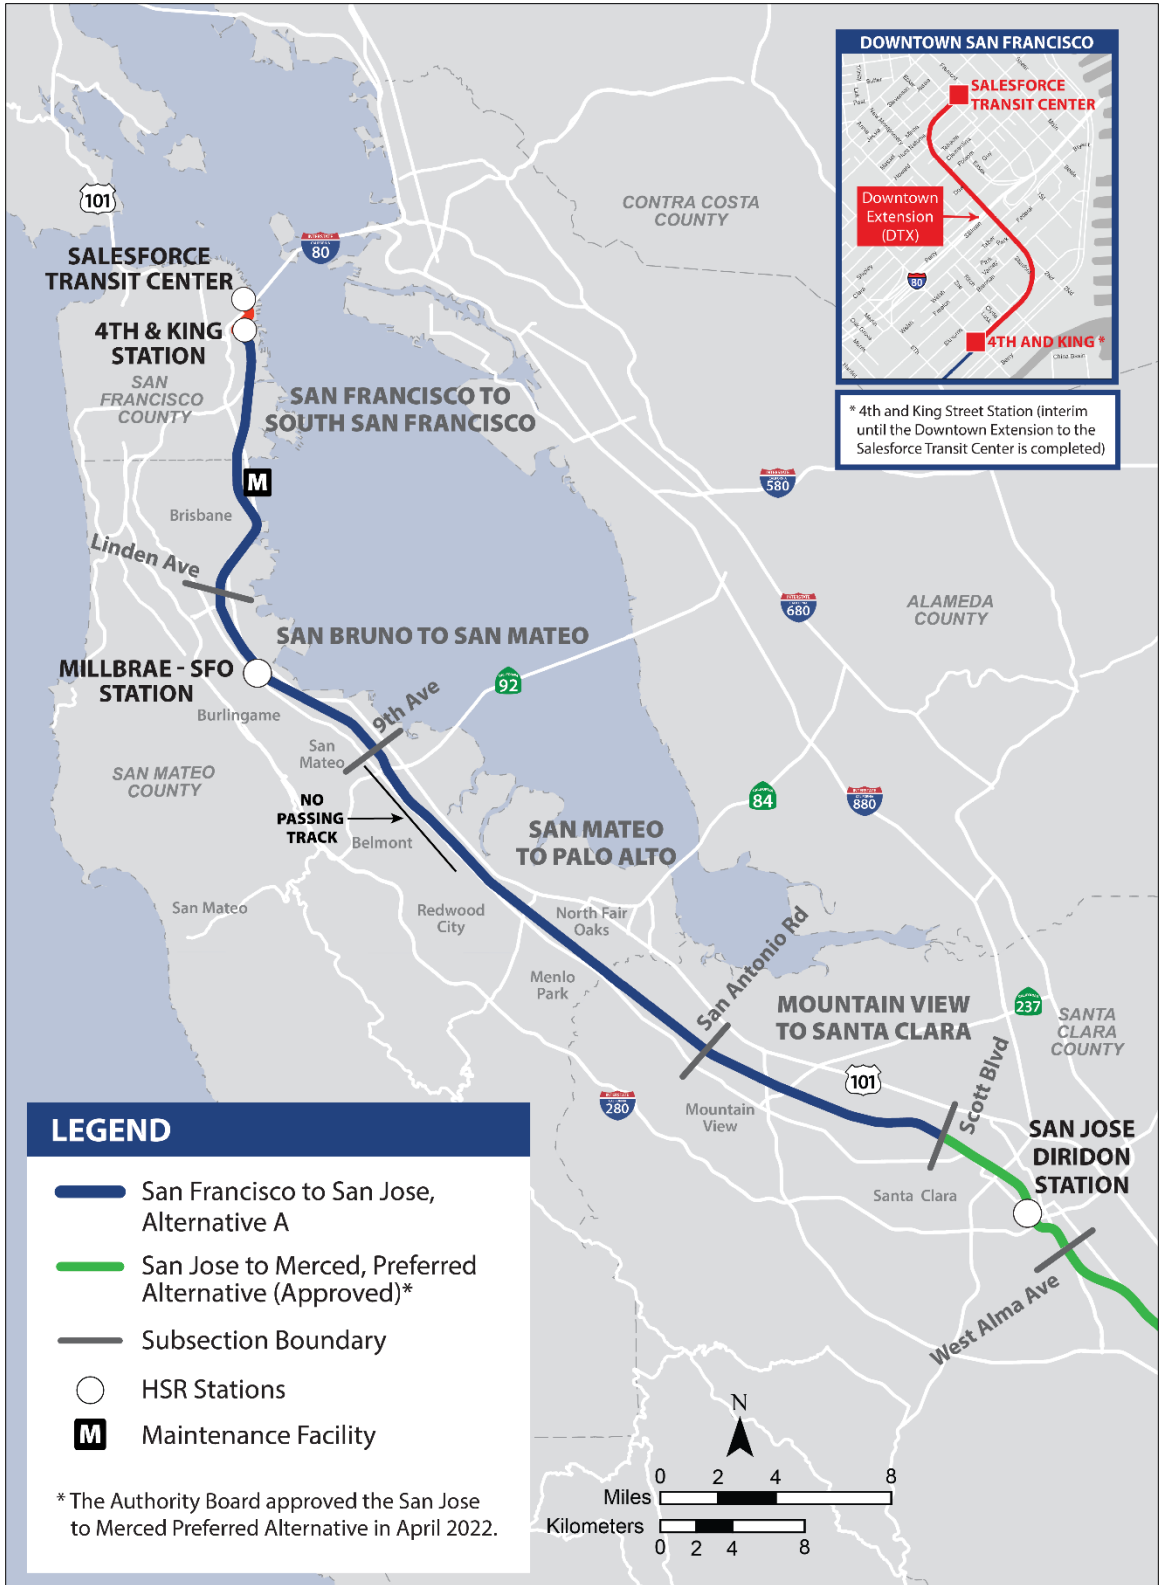 DOWNTOWN SAN FRANCISCO
SALESFORCE
TRANSIT CENTER
Downtown
Extension
(DTX)
80
4TH AND KING *
* 4th and King Street Station (interim
until the Downtown Extension to the
Salesforce Transit Center is completed)
101
CONTRA COSTA
COUNTY
80
SALESFORCE
TRANSIT CENTER
4TH & KING
STATION
SAN
FRANCISCO
COUNTY
SAN FRANCISCO TO
SOUTH SAN FRANCISCO
M
580
Brisbane
Linden Ave
680
ALAMEDA
COUNTY
SAN BRUNO TO SAN MATEO
MILLBRAE - SFO
STATION
92
9th Ave
Burlingame
San
Mateo
SAN MATEO
COUNTY
NO
PASSING
TRACK
Belmont
84
880
SAN MATEO
TO PALO ALTO
San Mateo
Redwood
City
North Fair
Oaks
Menlo
Park
San Antonio Rd
MOUNTAIN VIEW
TO SANTA CLARA
237
SANTA
CLARA
COUNTY
101
280
Mountain
View
Scott Blvd
SAN JOSE
DIRIDON
STATION
Santa Clara
West Alma Ave
LEGEND
San Francisco to San Jose,
Alternative A
San Jose to Merced, Preferred
Alternative (Approved)*
Subsection Boundary
HSR Stations
M Maintenance Facility
* The Authority Board approved the San Jose
to Merced Preferred Alternative in April 2022.
N
0 2 4 8
Miles
Kilometers
0 2 4 8